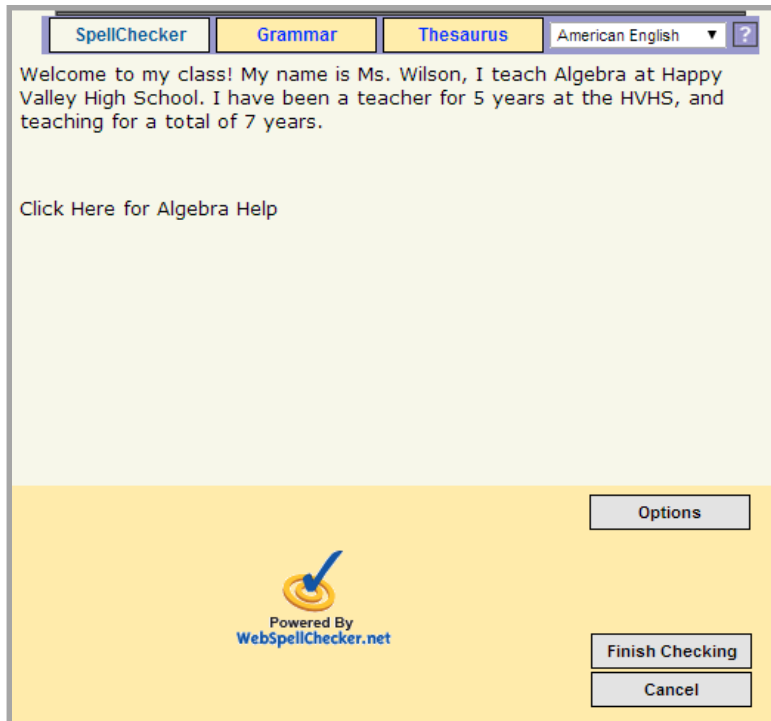 SpellChecker Grammar Thesaurus American English ?
Welcome to my class! My name is Ms. Wilson, I teach Algebra at Happy
Valley High School. I have been a teacher for 5 years at the HVHS, and
teaching for a total of 7 years.
Click Here for Algebra Help
Options
Powered By
WebSpellChecker.net
Finish Checking
Cancel